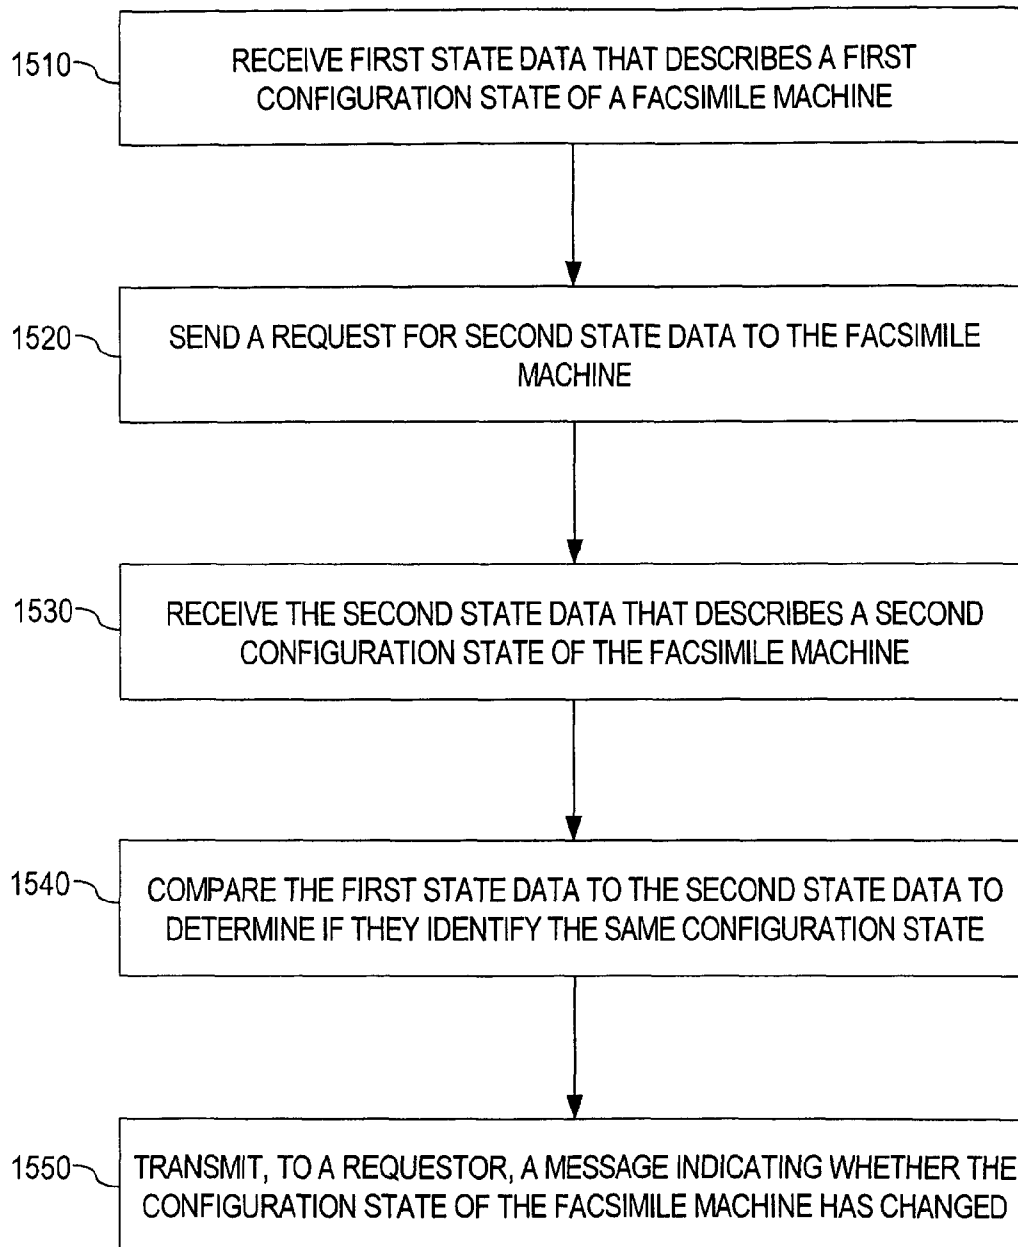 1510
RECEIVE FIRST STATE DATA THAT DESCRIBES A FIRST
CONFIGURATION STATE OF A FACSIMILE MACHINE
1520
SEND A REQUEST FOR SECOND STATE DATA TO THE FACSIMILE
MACHINE
1530
RECEIVE THE SECOND STATE DATA THAT DESCRIBES A SECOND
CONFIGURATION STATE OF THE FACSIMILE MACHINE
1540
COMPARE THE FIRST STATE DATA TO THE SECOND STATE DATA TO
DETERMINE IF THEY IDENTIFY THE SAME CONFIGURATION STATE
1550
TRANSMIT, TO A REQUESTOR, A MESSAGE INDICATING WHETHER THE
CONFIGURATION STATE OF THE FACSIMILE MACHINE HAS CHANGED